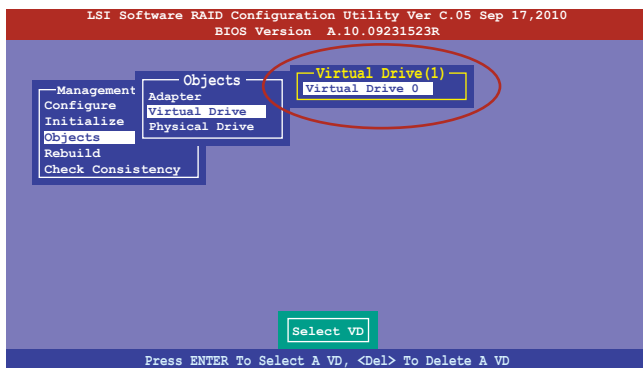 LSI Software RAID Configuration Utility Ver C.05 Sep 17,2010
BIOS Version A.10.09231523R
Management
Configure
Initialize
Objects
Rebuild
Check Consistency
Objects
Adapter
Virtual Drive
Physical Drive
Virtual Drive(1)
Virtual Drive 0
Select VD
Press ENTER To Select A VD, <Del> To Delete A VD